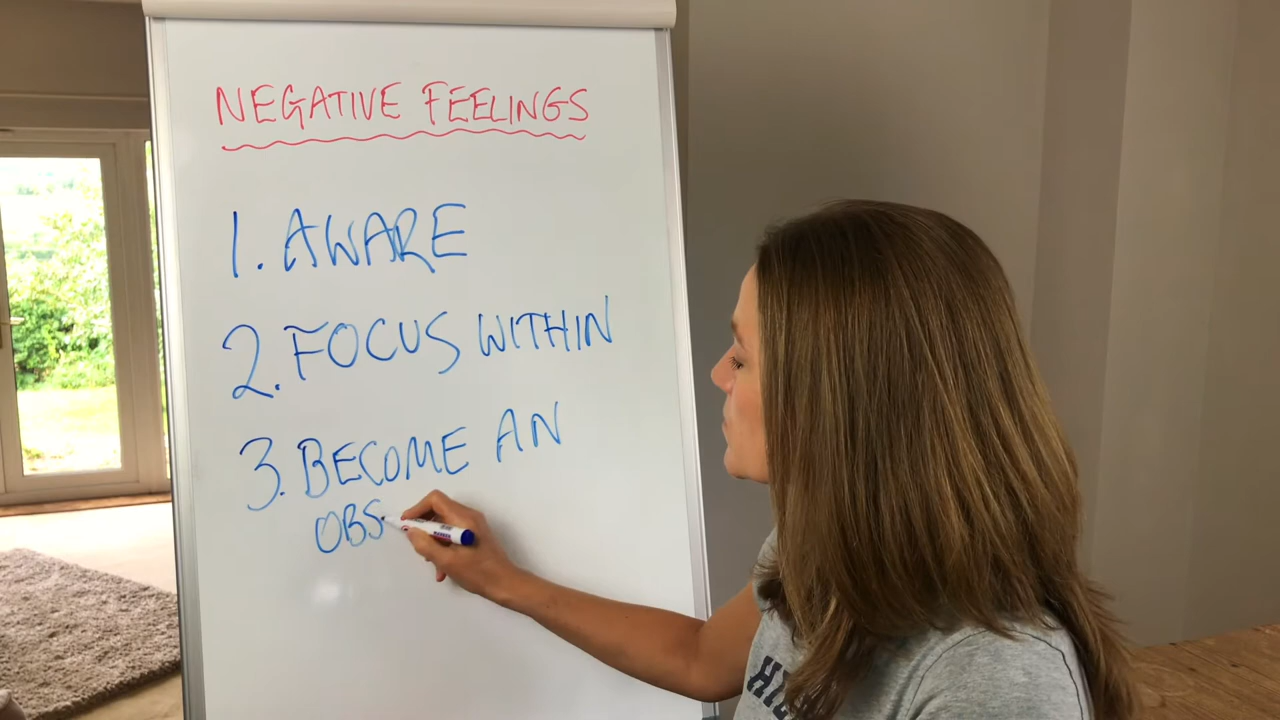 NEGATIVE FEELINGS
1. AWARE
2. FOCUS WITHIN
3. BECOME AN
OBS